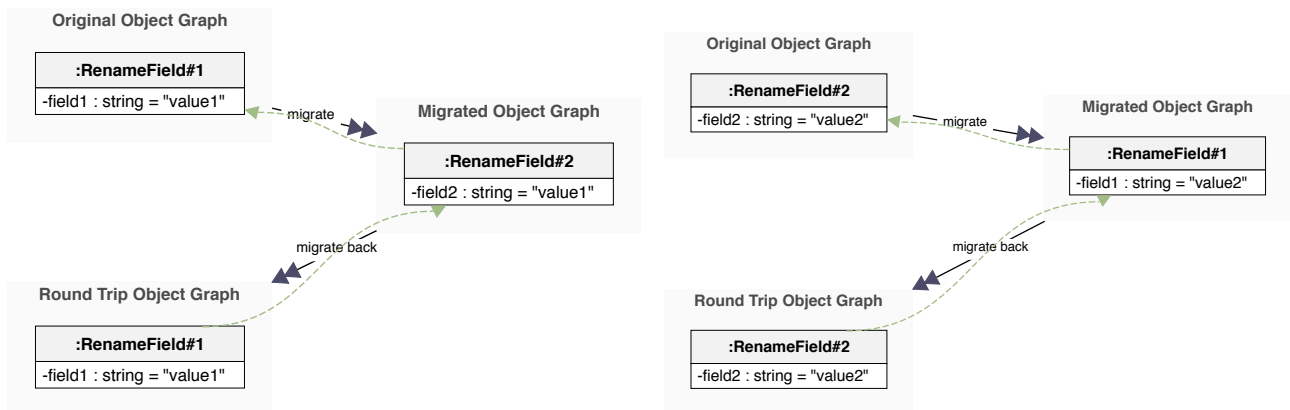 Original Object Graph
:RenameField#1
-field1 : string = "value1"
migrate
Migrated Object Graph
:RenameField#2
-field2 : string = "value1"
migrate back
Round Trip Object Graph
:RenameField#1
-field1 : string = "value1"
Original Object Graph
:RenameField#2
-field2 : string = "value2"
migrate
Migrated Object Graph
:RenameField#1
-field1 : string = "value2"
migrate back
Round Trip Object Graph
:RenameField#2
-field2 : string = "value2"